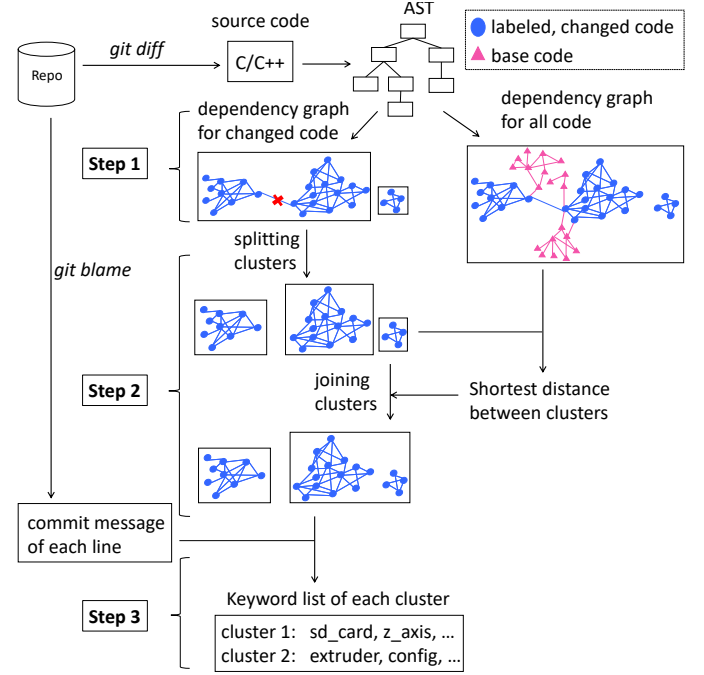 AST
source code
labeled, changed code
base code
git diff
Repo
C/C++
dependency graph
for changed code
dependency graph
for all code
Step 1
splitting
clusters
git blame
Step 2
joining
clusters
Shortest distance
between clusters
commit message
of each line
Step 3
Keyword list of each cluster
cluster 1: sd_card, z_axis, ...
cluster 2: extruder, config, ...